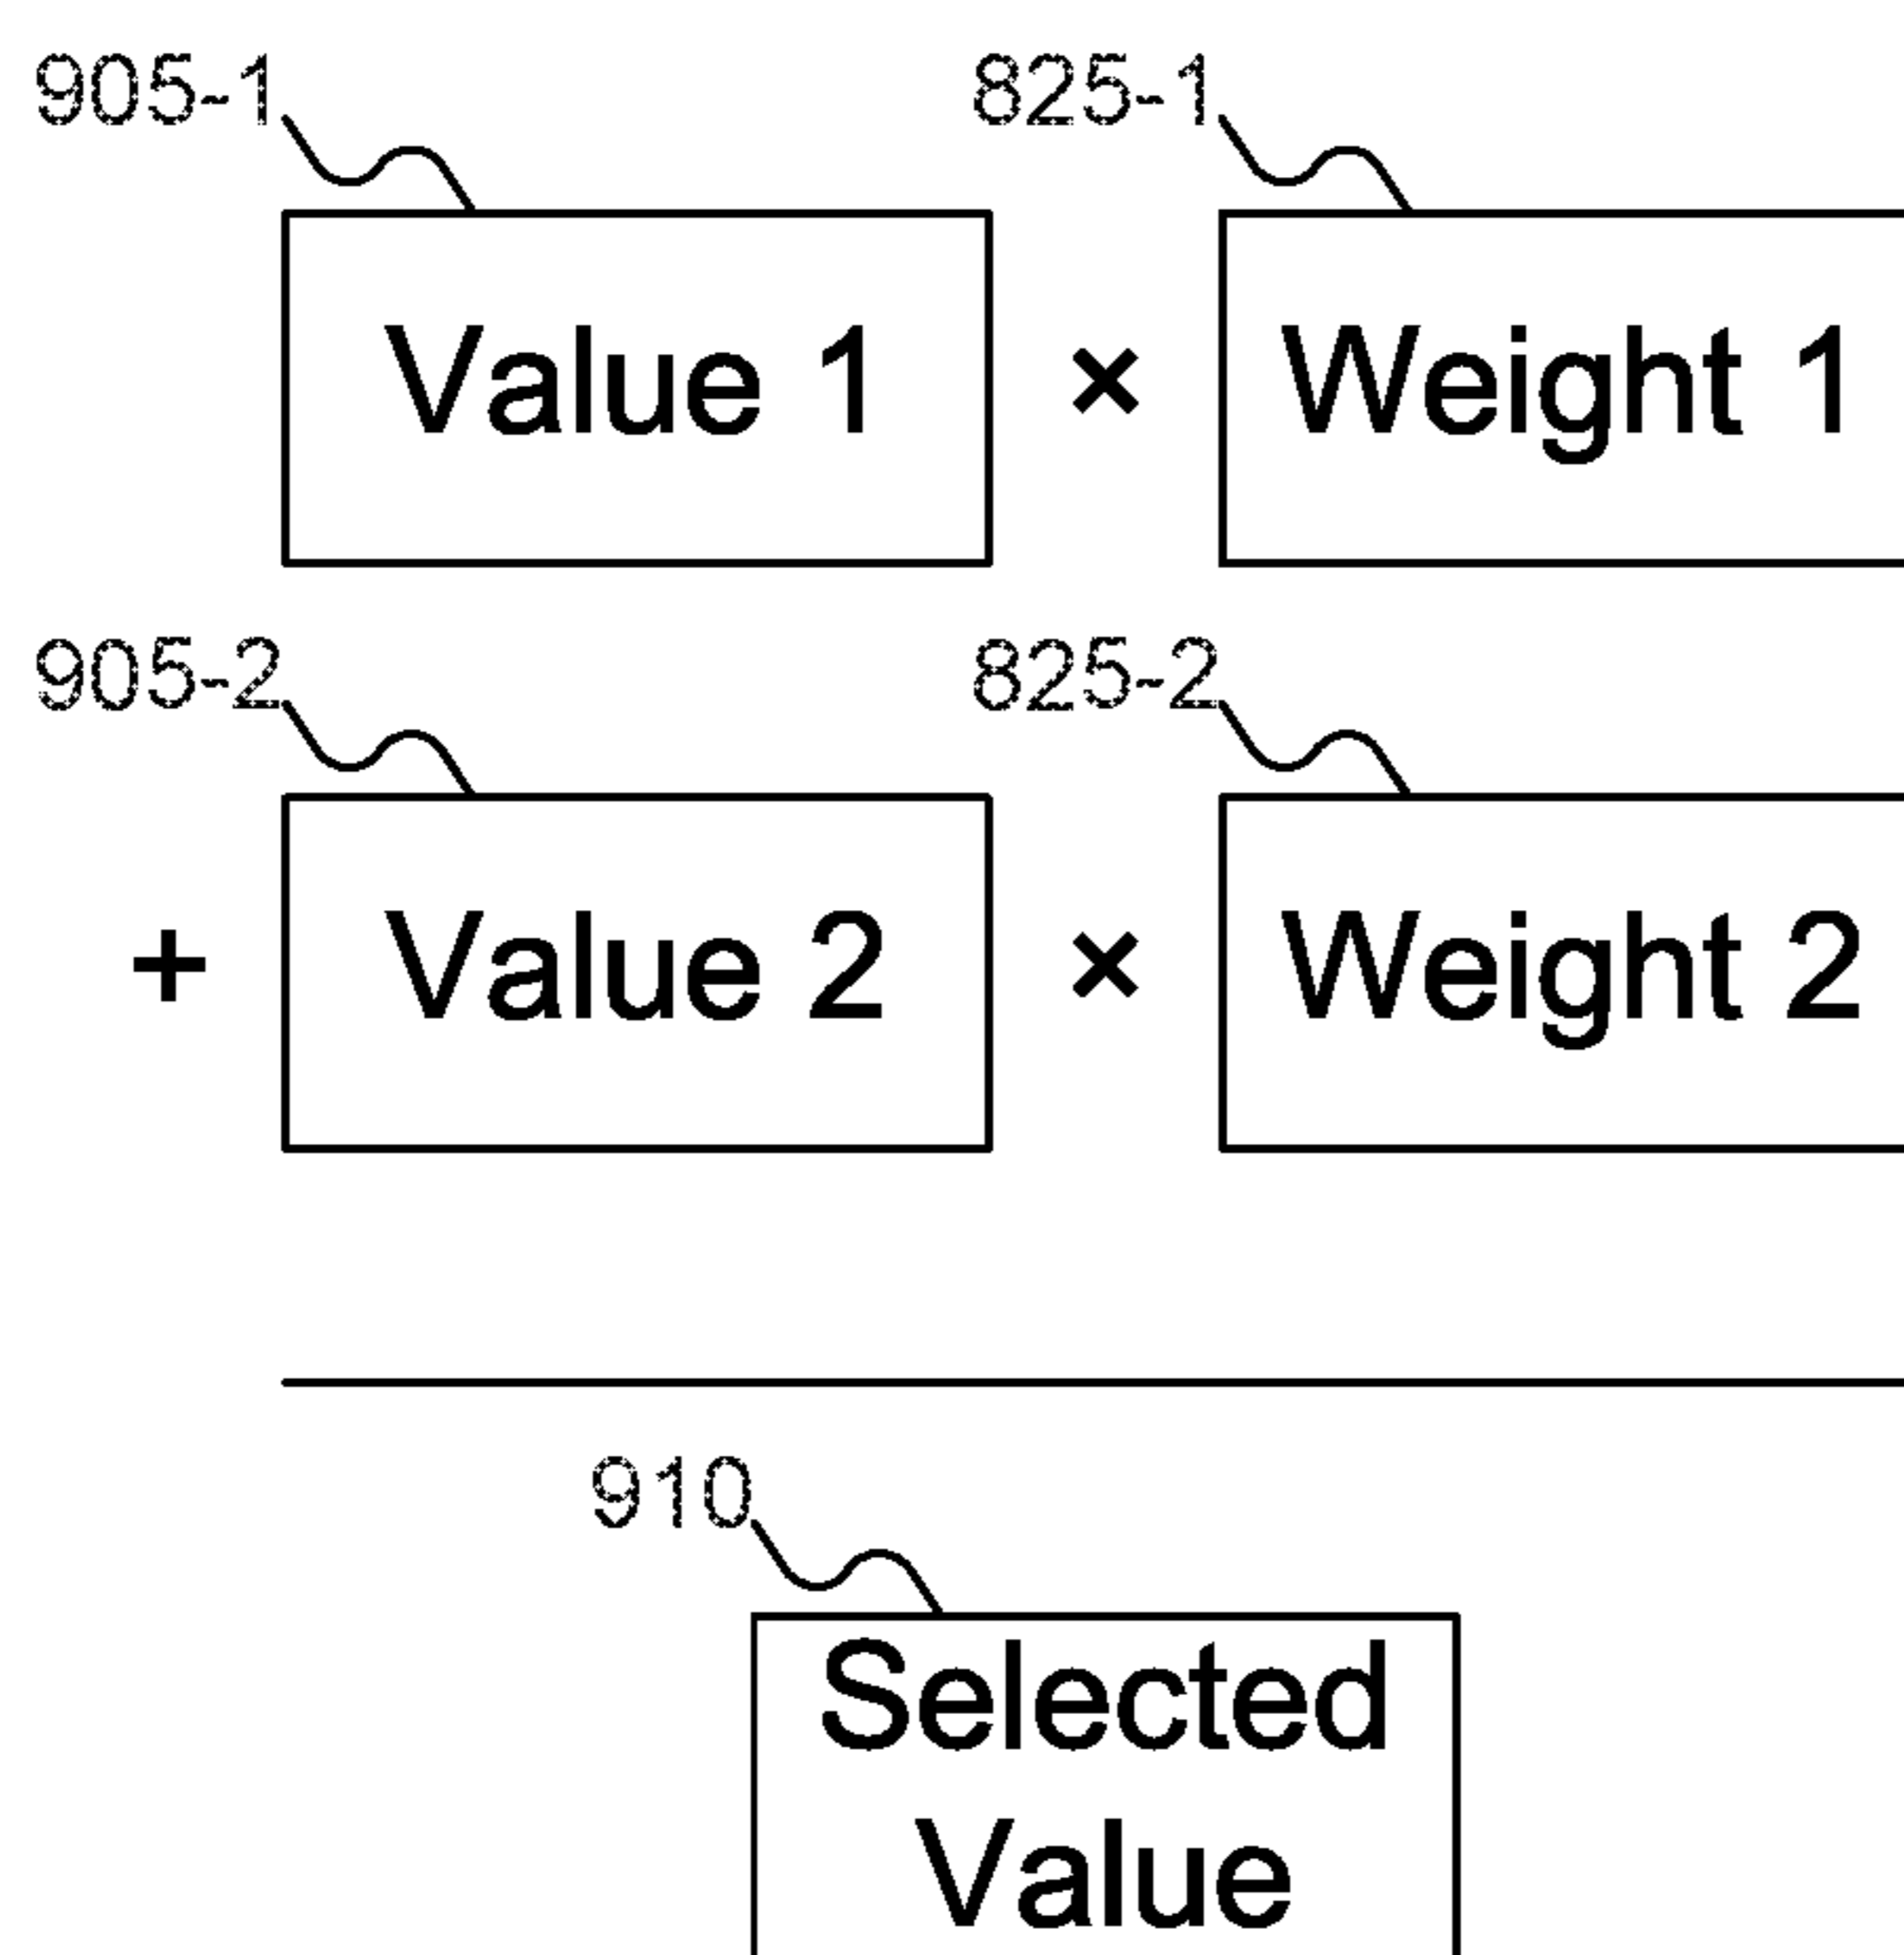 905-1 825-1
Value 1 × Weight 1
905-2 825-2
+ Value 2 × Weight 2
910
Selected
Value